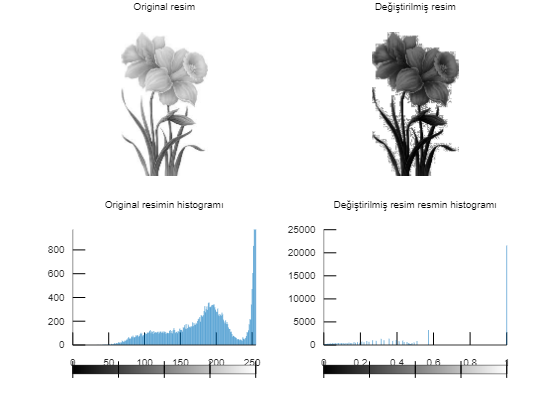 Original resim
Değiştirilmiş resim
Original resimin histogramı
800
600
400
200
0
0 50 100 150 200 250
Değiştirilmiş resim resmin histogramı
25000
20000
15000
10000
5000
0
0 0.2 0.4 0.6 0.8 1